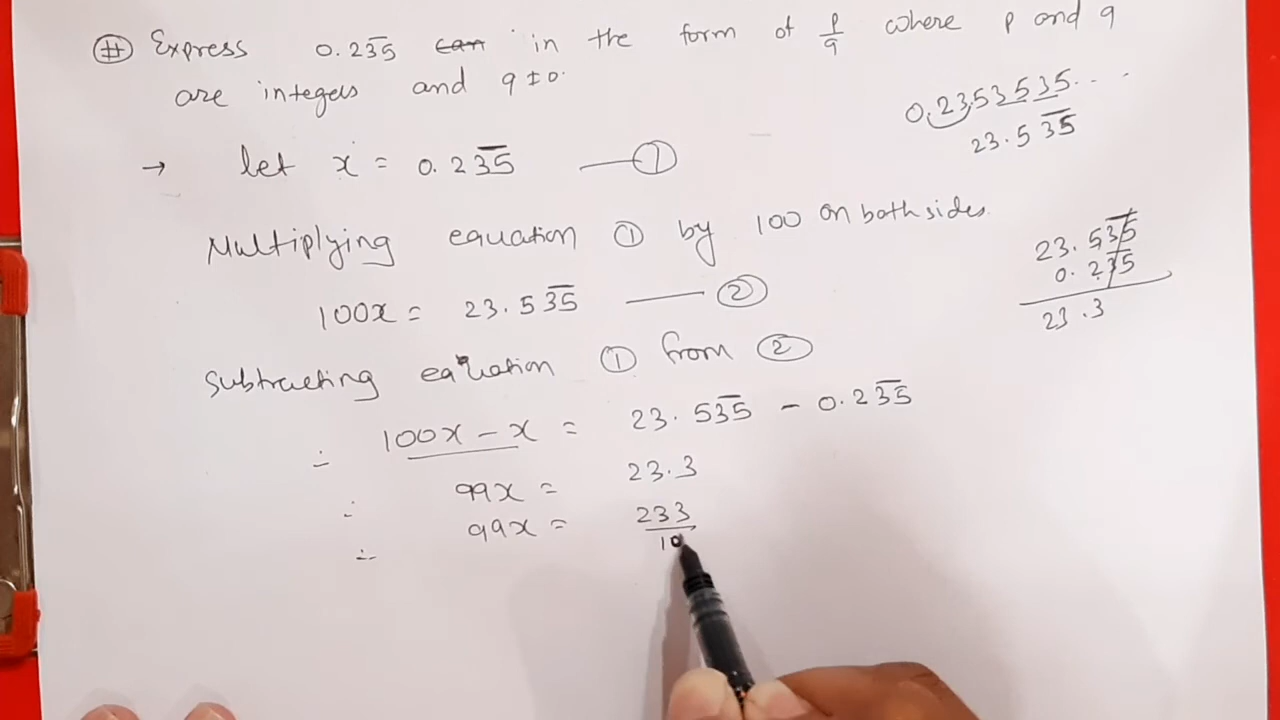 # Express 0.23̅5̅ can in the form of p/q where p and q
are integers and q ± 0.
→ let x = 0.23̅5̅ —— ①
Multiplying equation ① by 100 on both sides.
100x = 23.53̅5̅ —— ②
Subtracting equation ① from ②
∴ 100x - x = 23.53̅5̅ - 0.23̅5̅
∴ 99x = 23.3
∴ 99x = 233/10
0.2353535...
23.53̅5̅
23.53̅5̅
0.23̅5̅
23.3